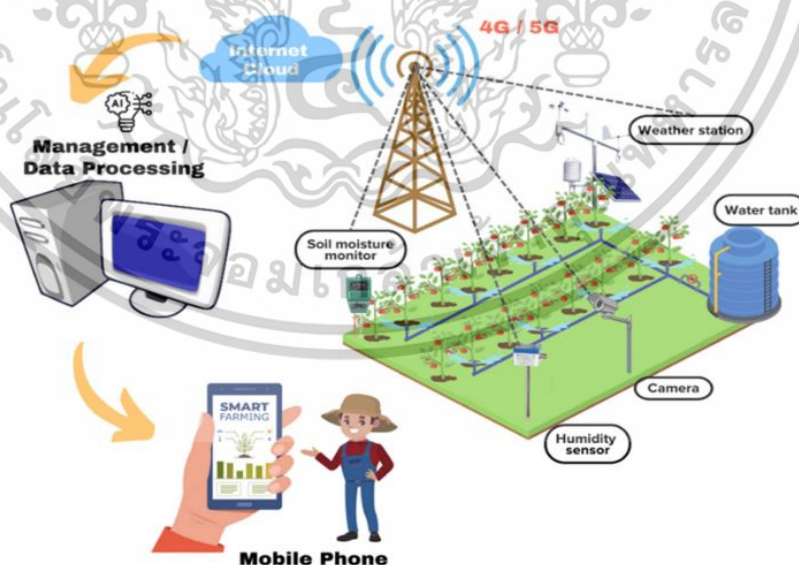 4G / 5G
Internet
Cloud
Management /
Data Processing
Weather station
Water tank
Soil moisture
monitor
Camera
Humidity
sensor
SMART
FARMING
Mobile Phone